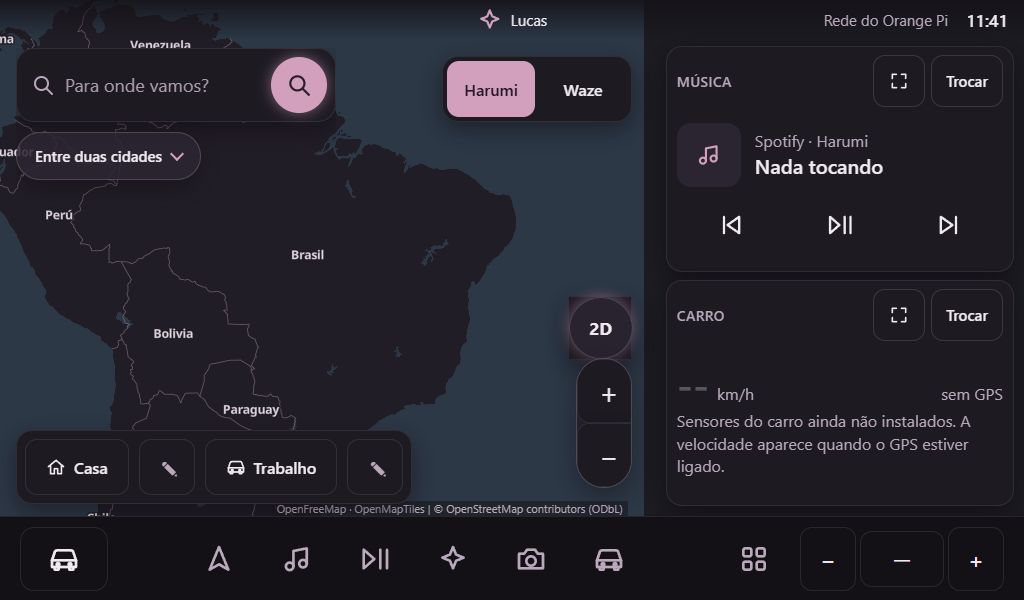 Lucas
Rede do Orange Pi 11:41
Venezuela
Para onde vamos?
Harumi Waze
Entre duas cidades
Perú
Brasil
Bolivia
Paraguay
2D
+
−
Casa
Trabalho
OpenFreeMap · OpenMapTiles | © OpenStreetMap contributors (ODbL)
MÚSICA
Trocar
Spotify · Harumi
Nada tocando
CARRO
Trocar
-- km/h
sem GPS
Sensores do carro ainda não instalados. A
velocidade aparece quando o GPS estiver
ligado.
− — +